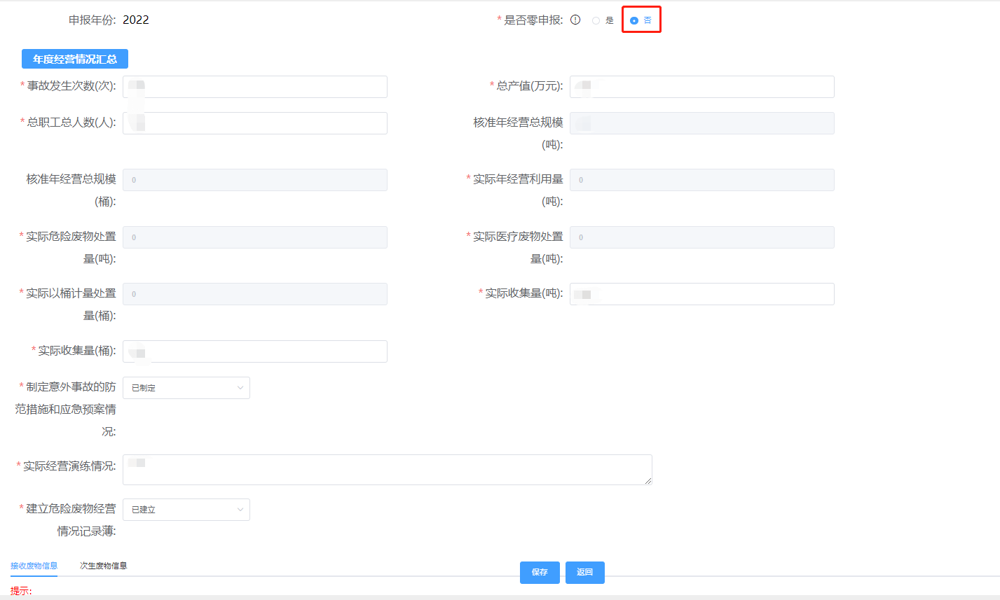 申报年份: 2022
*是否零申报: ! 是 否
年度经营情况汇总
*事故发生次数(次):
*总产值(万元):
*总职工总人数(人):
核准年经营总规模
(吨):
核准年经营总规模
(桶):
0
*实际年经营利用量
(吨):
0
*实际危险废物处置
量(吨):
0
*实际医疗废物处置
量(吨):
0
*实际以桶计量处置
量(桶):
0
*实际收集量(吨):
*实际收集量(桶):
*制定意外事故的防
范措施和应急预案情
况:
已制定
*实际经营演练情况:
*建立危险废物经营
情况记录薄:
已建立
接收废物信息 次生废物信息
保存 返回
提示: